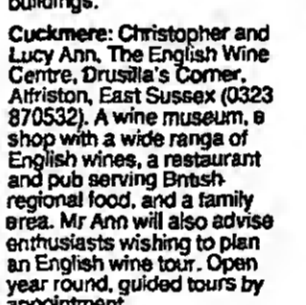 buildings.
Cuckmere: Christopher and
Lucy Ann, The English Wine
Centre, Drusilla's Corner,
Alfriston, East Sussex (0323
870532). A wine museum, a
shop with a wide range of
English wines, a restaurant
and pub serving British
regional food, and a family
area. Mr Ann will also advise
enthusiasts wishing to plan
an English wine tour. Open
year round, guided tours by
appointment.